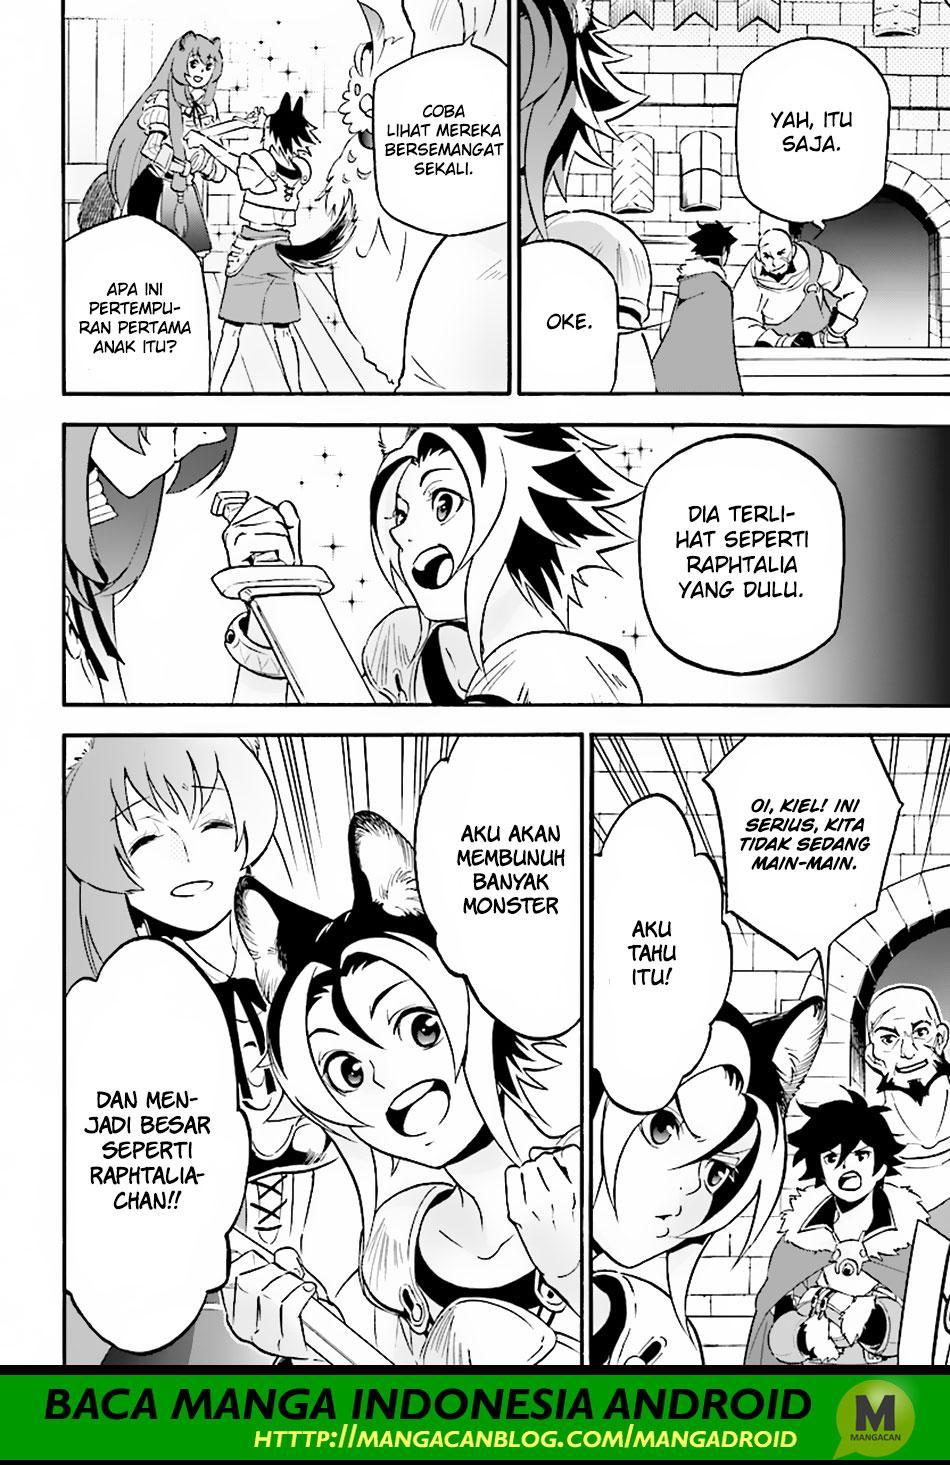 YAH, ITU
SAJA.
OKE.
COBA
LIHAT MEREKA
BERSEMANGAT
SEKALI.
APA INI
PERTEMPU-
RAN PERTAMA
ANAK ITU?
DIA TERLI-
HAT SEPERTI
RAPHTALIA
YANG DULU.
OI, KIEL! INI
SERIUS, KITA
TIDAK SEDANG
MAIN-MAIN.
AKU
TAHU
ITU!
AKU AKAN
MEMBUNUH
BANYAK
MONSTER
DAN MEN-
JADI BESAR
SEPERTI
RAPHTALIA-
CHAN!!
BACA MANGA INDONESIA ANDROID
HTTTP://MANGACANBLOG.COM/MANGADROID
M
MANGACAN